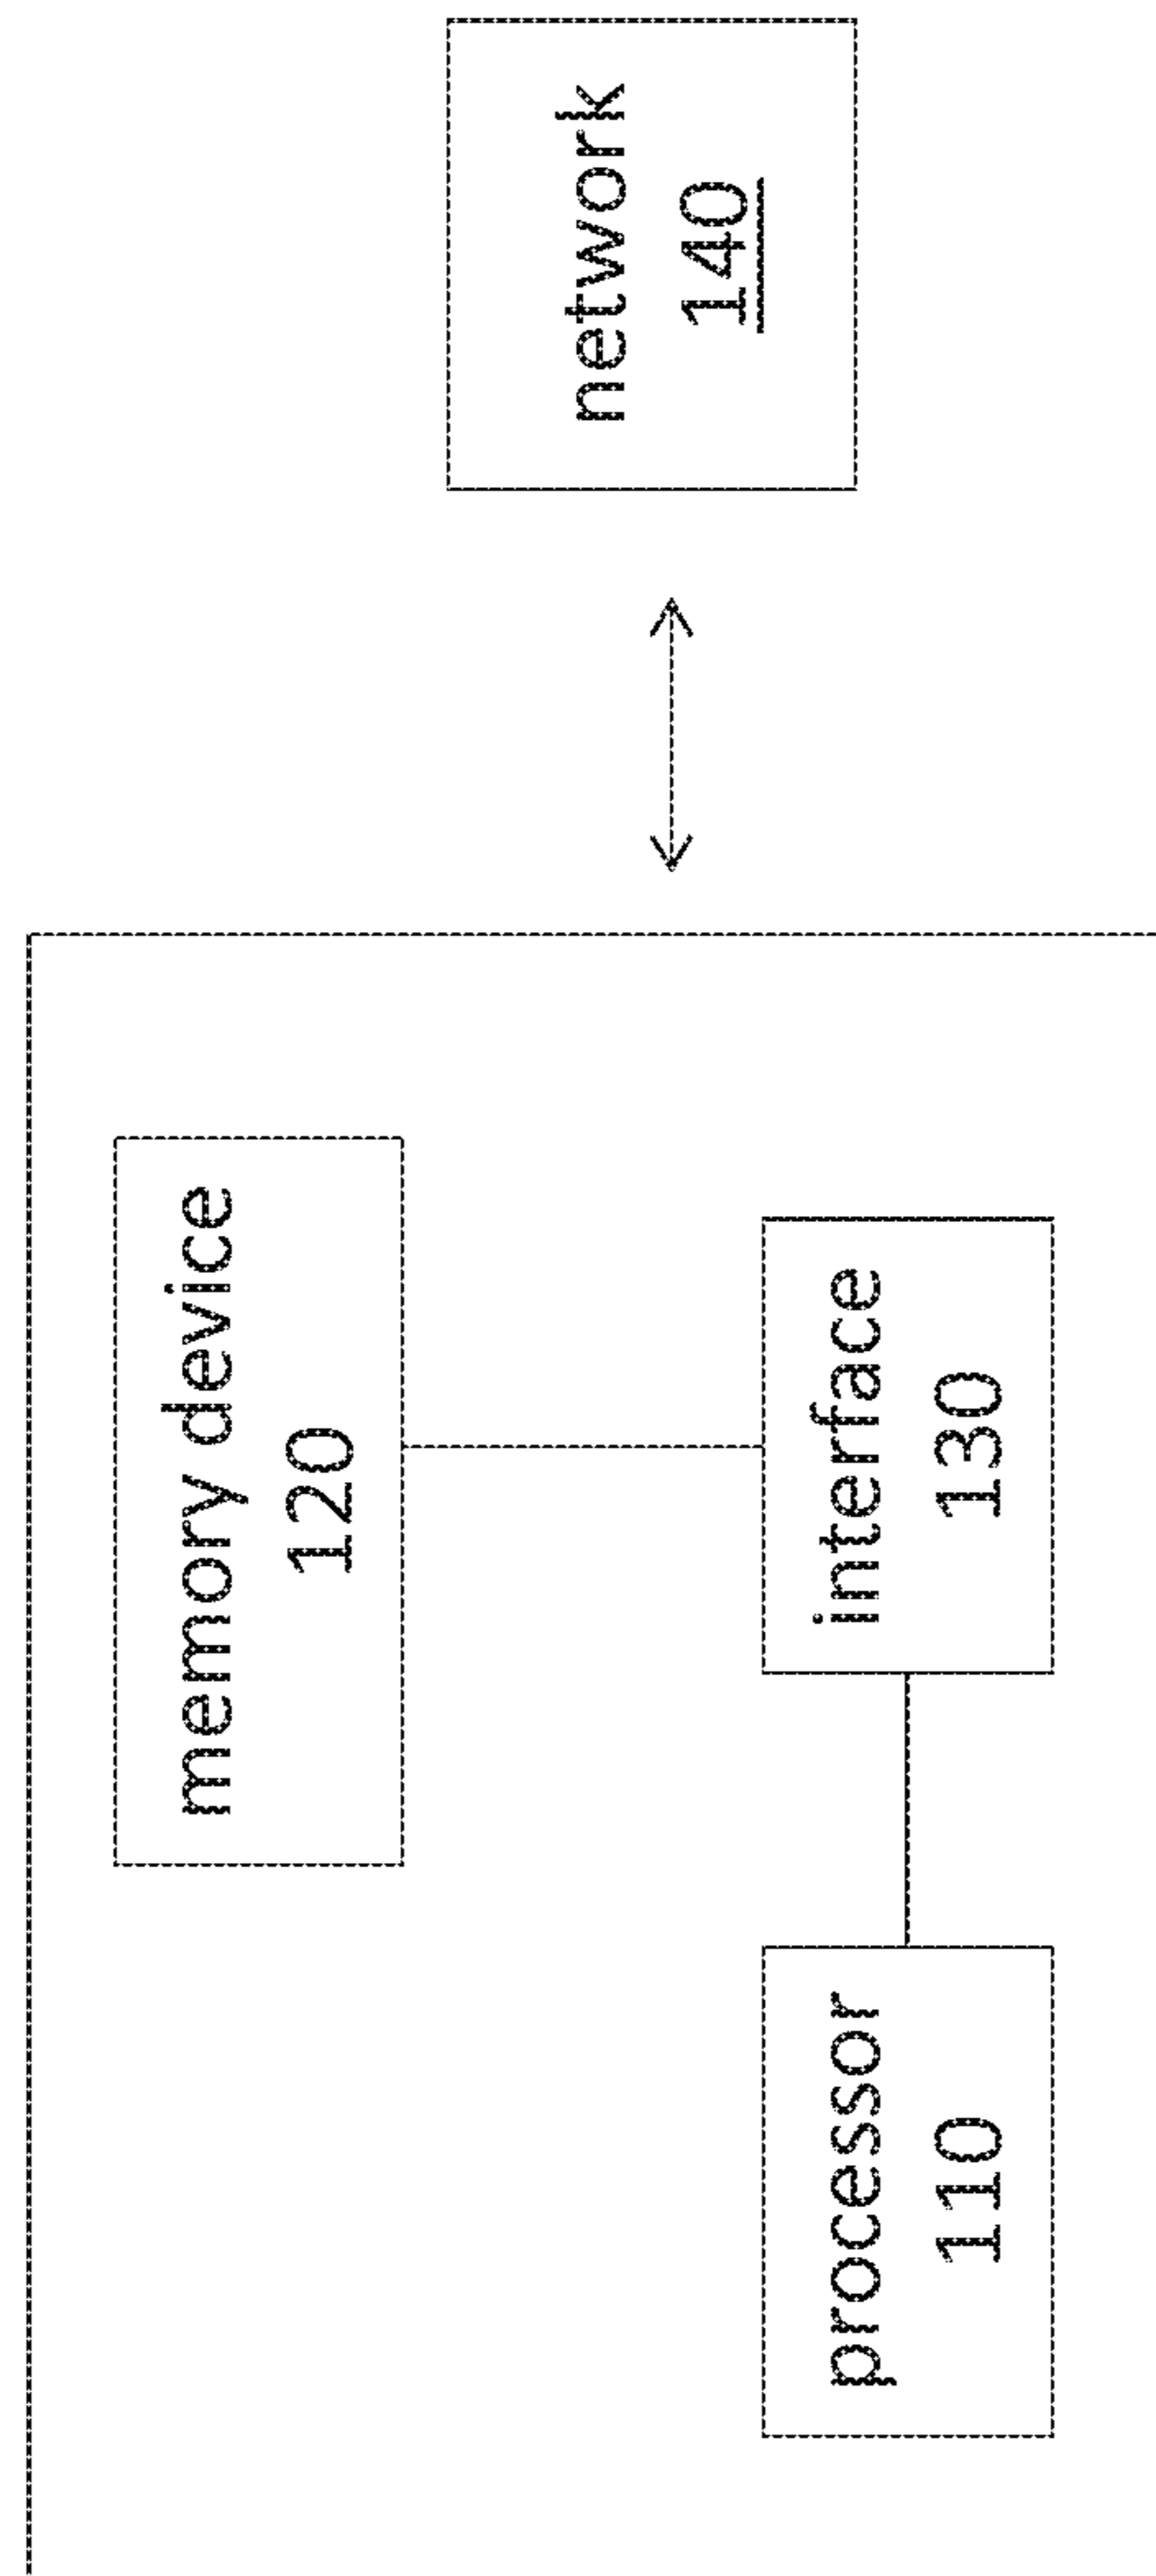 memory device
120
network
140
processor
110
interface
130